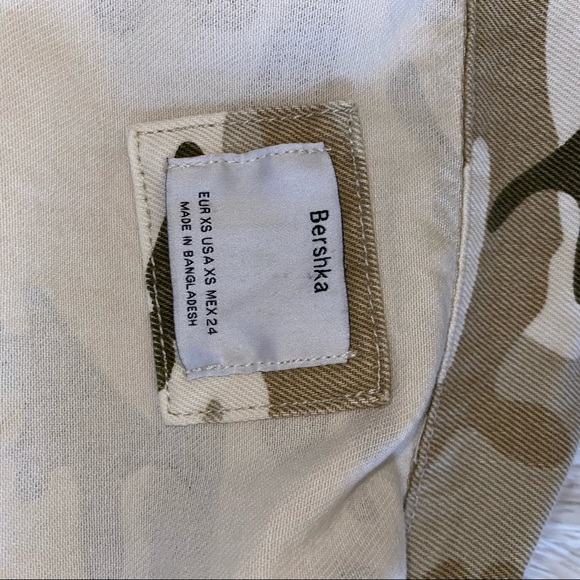 Bershka
EUR XS USA XS MEX 24
MADE IN BANGLADESH